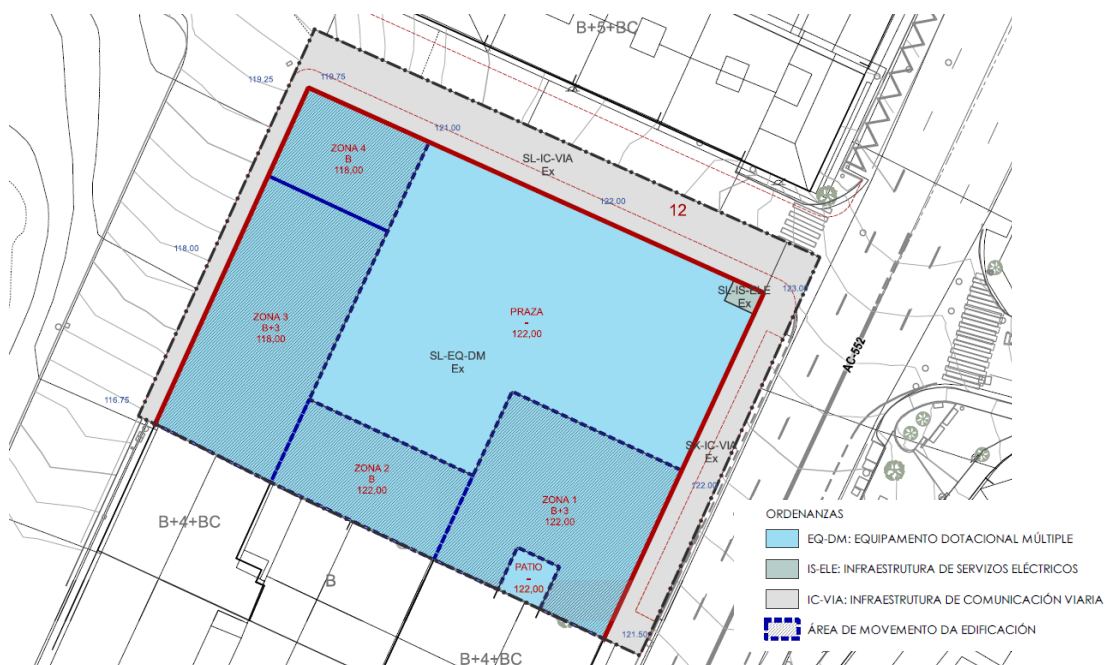 B+5+BC
119.25
119.75
121.00
ZONA 4
B
118,00
SL-IC-VIA
Ex
122.00
12
118.00
SL-IS-ELE
Ex
123.00
PRAZA
-
122,00
ZONA 3
B+3
118,00
SL-EQ-DM
Ex
AC-552
116.75
SX-IC-VIA
Ex
ZONA 2
B
122,00
ZONA 1
B+3
122,00
122.00
B+4+BC
B
PATIO
-
122,00
121.50
B+4+BC
ORDENANZAS
EQ-DM: EQUIPAMENTO DOTACIONAL MÚLTIPLE
IS-ELE: INFRAESTRUTURA DE SERVIZOS ELÉCTRICOS
IC-VIA: INFRAESTRUTURA DE COMUNICACIÓN VIARIA
ÁREA DE MOVEMENTO DA EDIFICACIÓN